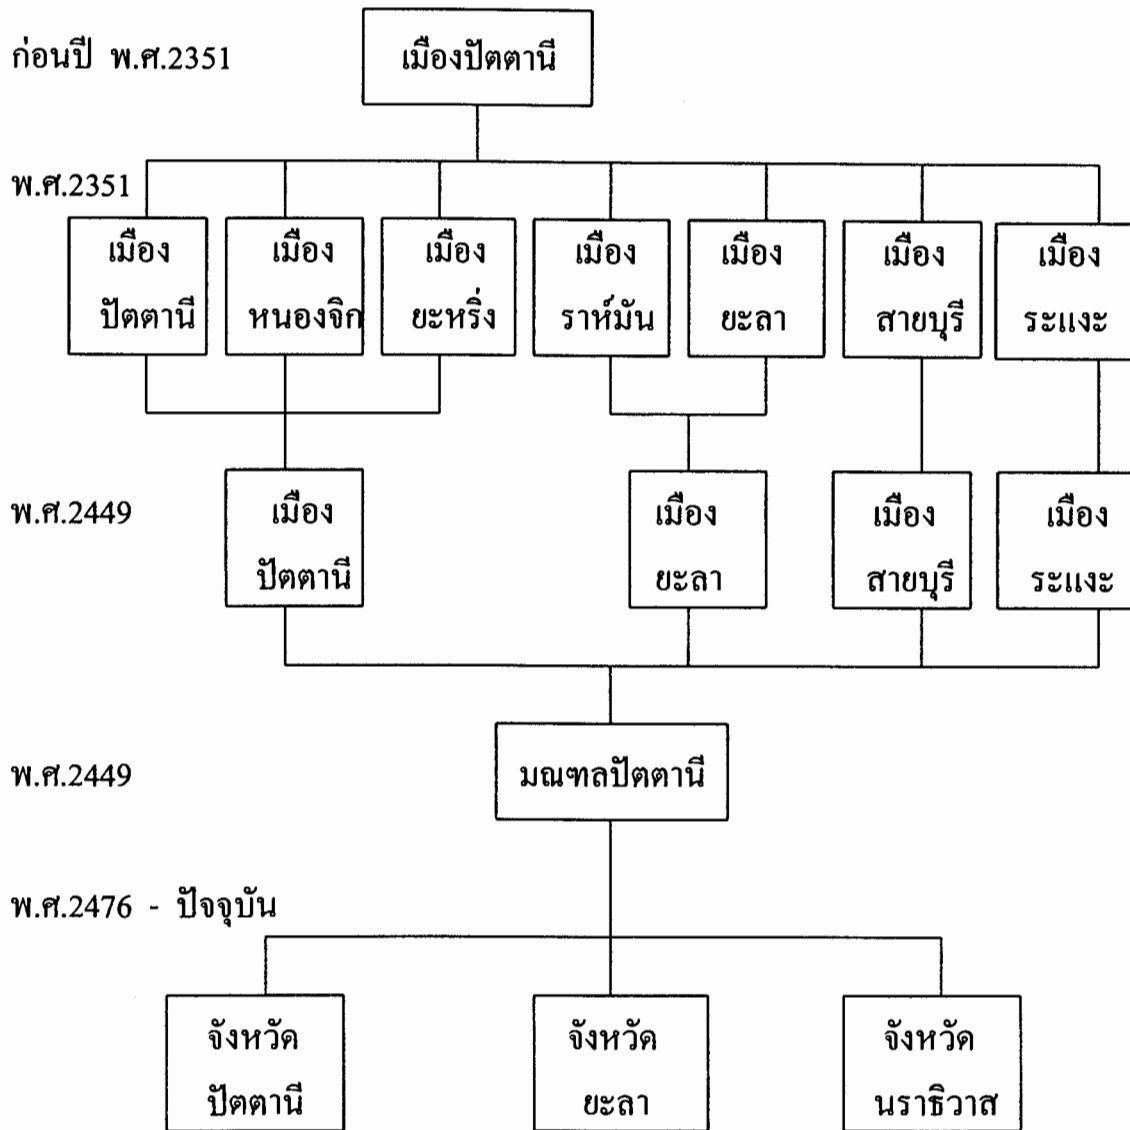 ก่อนปี พ.ศ.2351
เมืองปัตตานี
พ.ศ.2351
เมือง
ปัตตานี
เมือง
หนองจิก
เมือง
ยะหริ่ง
เมือง
ราห์มัน
เมือง
ยะลา
เมือง
สายบุรี
เมือง
ระแงะ
พ.ศ.2449
เมือง
ปัตตานี
เมือง
ยะลา
เมือง
สายบุรี
เมือง
ระแงะ
พ.ศ.2449
มณฑลปัตตานี
พ.ศ.2476 - ปัจจุบัน
จังหวัด
ปัตตานี
จังหวัด
ยะลา
จังหวัด
นราธิวาส